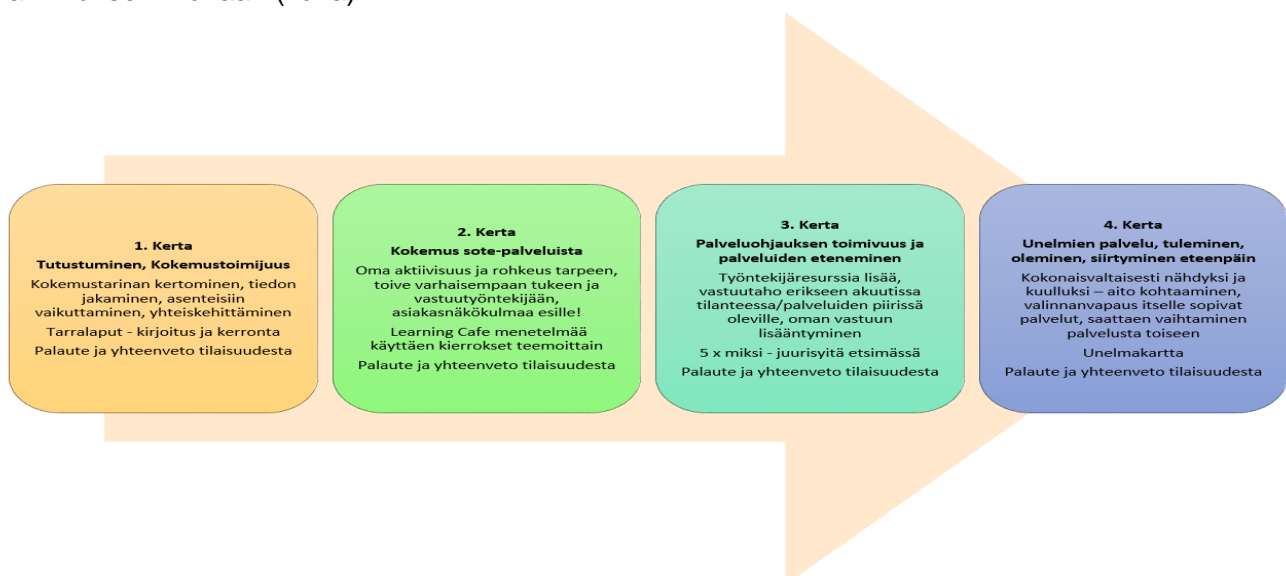 1. Kerta
Tutustuminen, Kokemustoimijuus
Kokemustarinan kertominen, tiedon
jakaminen, asenteisiin
vaikuttaminen, yhteiskehittäminen
Tarralaput - kirjoitus ja kerronta
Palaute ja yhteenveto tilaisuudesta
2. Kerta
Kokemus sote-palveluista
Oma aktiivisuus ja rohkeus tarpeen,
toive varhaisempaan tukeen ja
vastuutyöntekijään,
asiakasnäkökulmaa esille!
Learning Cafe menetelmää
käyttäen kierrokset teemoittain
Palaute ja yhteenveto tilaisuudesta
3. Kerta
Palveluohjauksen toimivuus ja
palveluiden eteneminen
Työntekijäresurssia lisää,
vastuutaho erikseen akuutissa
tilanteessa/palveluiden piirissä
oleville, oman vastuun
lisääntyminen
5 x miksi - juurisyitä etsimässä
Palaute ja yhteenveto tilaisuudesta
4. Kerta
Unelmien palvelu, tuleminen,
oleminen, siirtyminen eteenpäin
Kokonaisvaltaisesti nähdyksi ja
kuulluksi – aito kohtaaminen,
valinnanvapaus itselle sopivat
palvelut, saattaen vaihtaminen
palvelusta toiseen
Unelmakartta
Palaute ja yhteenveto tilaisuudesta